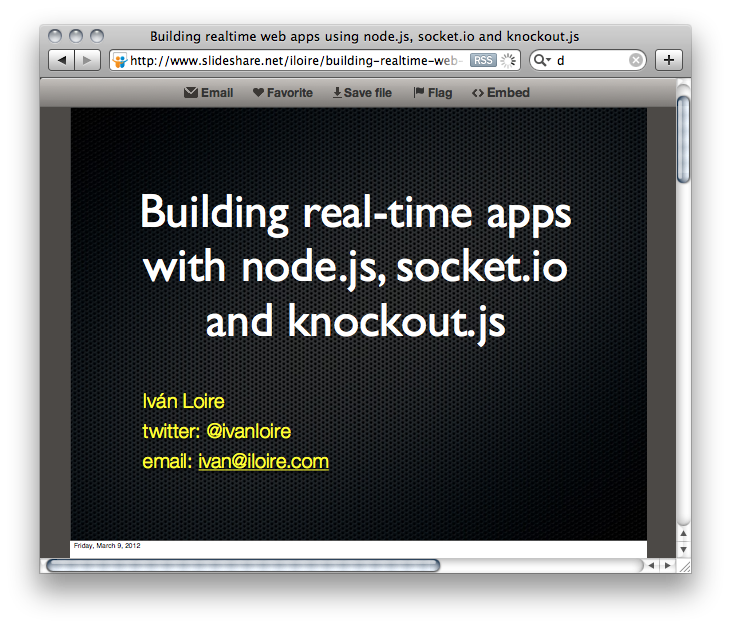 Building realtime web apps using node.js, socket.io and knockout.js
http://www.slideshare.net/iloire/building-realtime-web-
RSS
d
Email
Favorite
Save file
Flag
Embed
Building real-time apps
with node.js, socket.io
and knockout.js
Iván Loire
twitter: @ivanloire
email: ivan@iloire.com
Friday, March 9, 2012